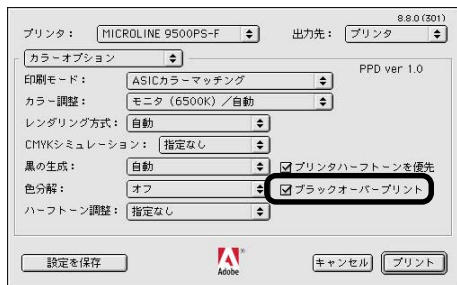 8.8.0 (301)
プリンタ： MICROLINE 9500PS-F 出力先： プリンタ
カラーオプション
PPD ver 1.0
印刷モード： ASICカラーマッチング
カラー調整： モニタ（6500K）／自動
レンダリング方式： 自動
CMYKシミュレーション： 指定なし
黒の生成： 自動 プリンタハーフトーンを優先
色分解： オフ ブラックオーバープリント
ハーフトーン調整： 指定なし
設定を保存 Adobe キャンセル プリント